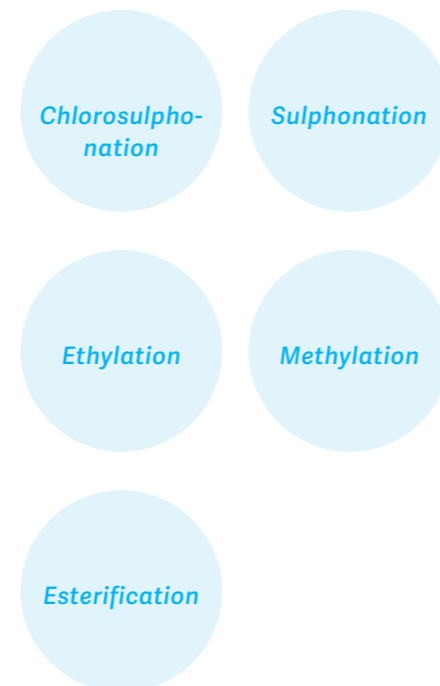 Chlorosulpho-
nation
Sulphonation
Ethylation
Methylation
Esterification